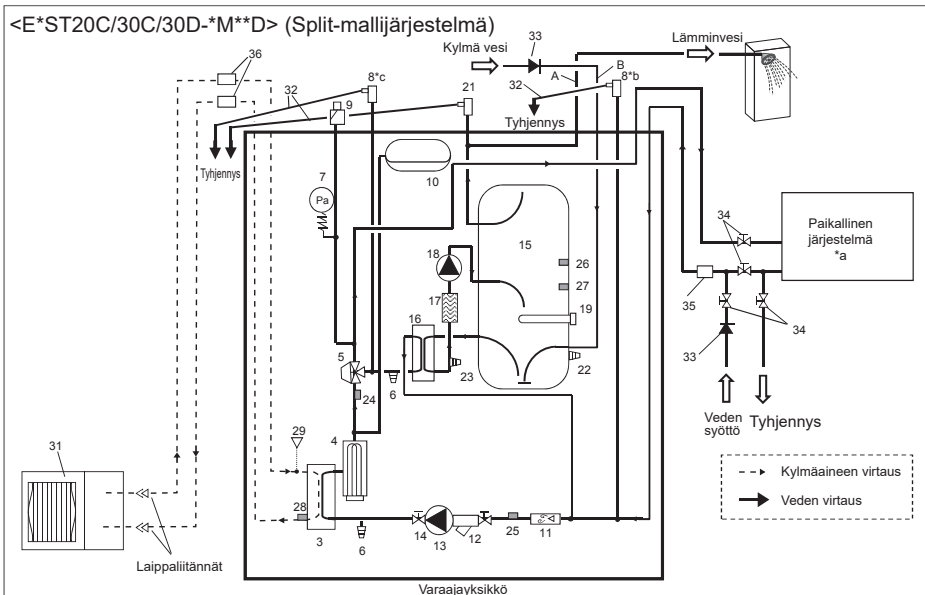 <E*ST20C/30C/30D-*M**D> (Split-mallijärjestelmä)
36
32
8*c
9
21
Tyhjennys
Kylmä vesi
33
A
B
32
8*b
Tyhjennys
Lämminvesi
7
Pa
10
15
18
17
16
26
27
19
5
6
23
22
24
34
Paikallinen
järjestelmä
*a
35
34
33
Veden
syöttö
Tyhjennys
31
29
4
28
3
6
14
13
12
25
11
Laippaliitännät
Kylmäaineen virtaus
Veden virtaus
Varaajayksikkö